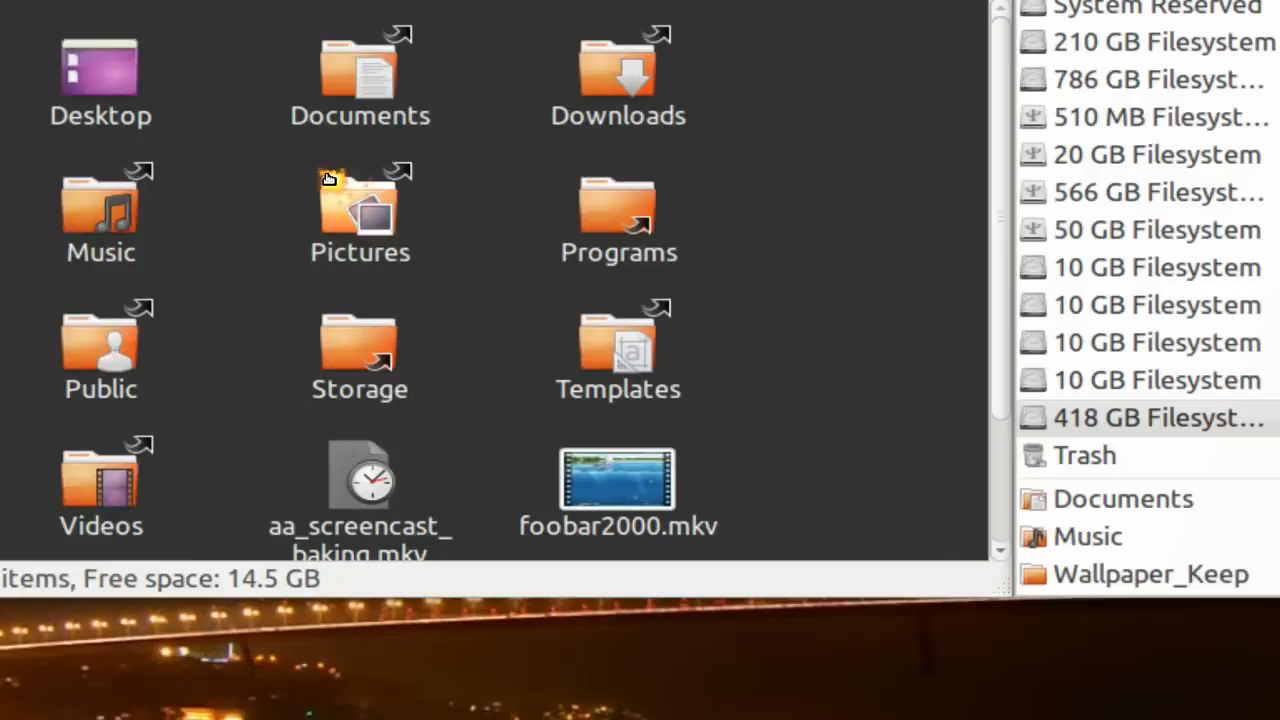 Desktop
Documents
Downloads
Music
Pictures
Programs
Public
Storage
Templates
Videos
aa_screencast_
baking.mkv
foobar2000.mkv
items, Free space: 14.5 GB
System Reserved
210 GB Filesystem
786 GB Filesyst...
510 MB Filesyst...
20 GB Filesystem
566 GB Filesyst...
50 GB Filesystem
10 GB Filesystem
10 GB Filesystem
10 GB Filesystem
10 GB Filesystem
418 GB Filesyst...
Trash
Documents
Music
Wallpaper_Keep